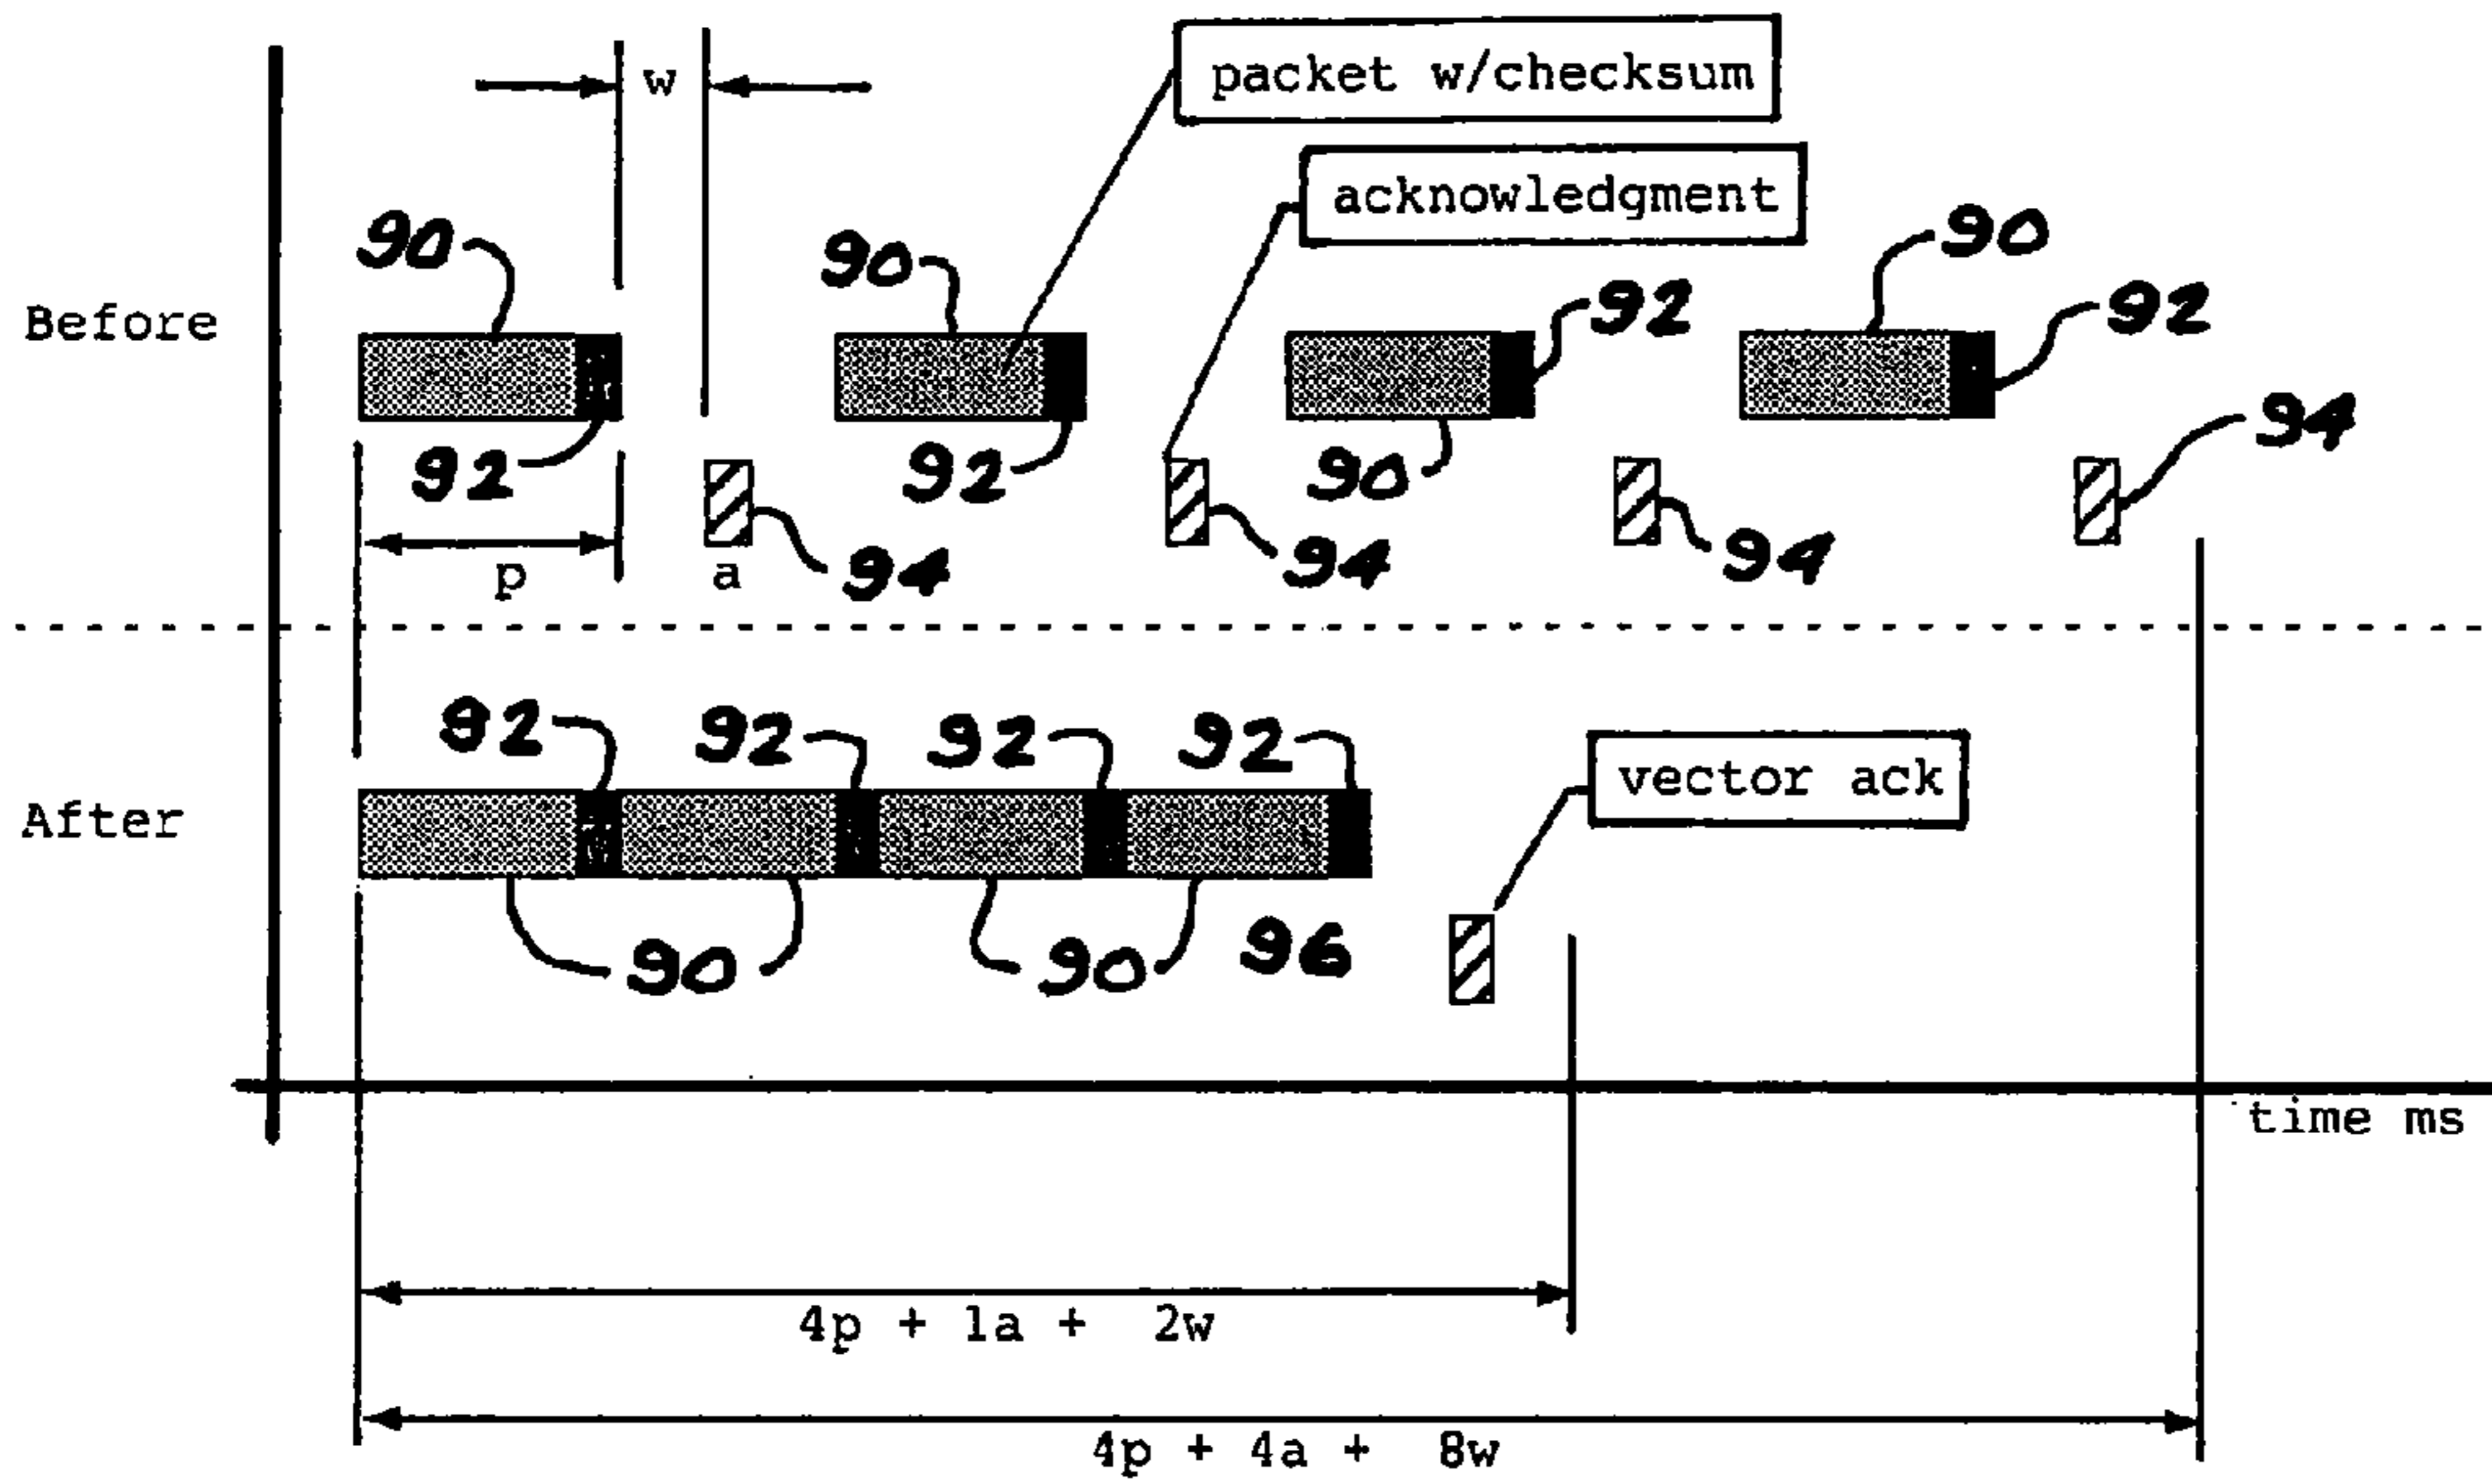 w
packet w/checksum
acknowledgment
90
90
90
92
92
Before
94
92
92
90
94
94
94
p
a
92
92
92
92
vector ack
After
90
90
96
time ms
4p + 1a + 2w
4p + 4a + 8w